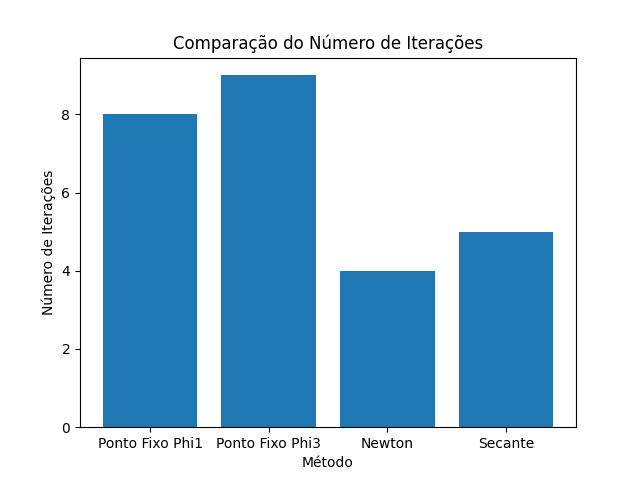 Comparação do Número de Iterações
Número de Iterações
8
6
4
2
0
Ponto Fixo Phi1 Ponto Fixo Phi3 Newton Secante
Método